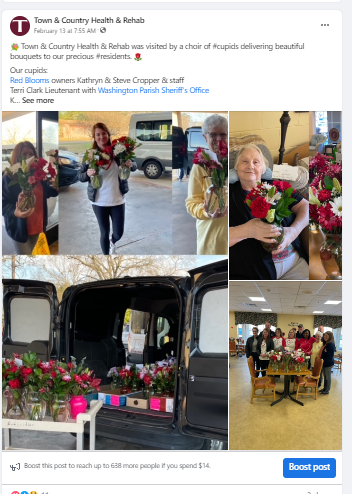 Town & Country Health & Rehab
February 13 at 7:55 AM ·
Town & Country Health & Rehab was visited by a choir of #cupids delivering beautiful
bouquets to our precious #residents.
Our cupids:
Red Blooms owners Kathryn & Steve Cropper & staff
Terri Clark Lieutenant with Washington Parish Sheriff's Office
K... See more
Boost this post to reach up to 638 more people if you spend $14.
Boost post